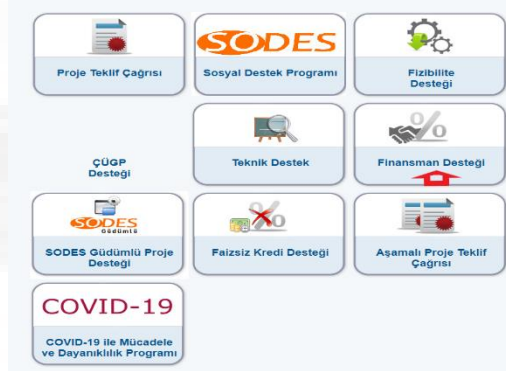 SODES
Proje Teklif Çağrısı
Sosyal Destek Programı
Fizibilite
Desteği
ÇÜGP
Desteği
Teknik Destek
Finansman Desteği
SODES
Güdümlü
SODES Güdümlü Proje
Desteği
Faizsiz Kredi Desteği
Aşamalı Proje Teklif
Çağrısı
COVID-19
COVID-19 ile Mücadele
ve Dayanıklılık Programı